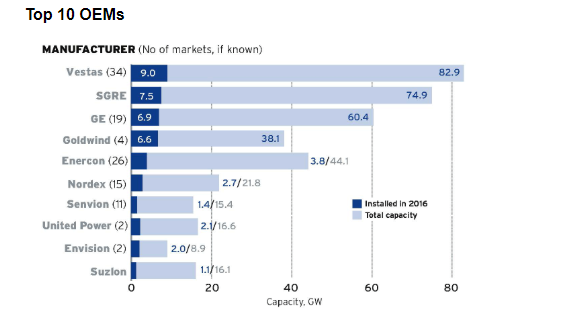 Top 10 OEMs
MANUFACTURER (No of markets, if known)
Vestas (34) 9.0 82.9
SGRE 7.5 74.9
GE (19) 6.9 60.4
Goldwind (4) 6.6 38.1
Enercon (26) 3.8/44.1
Nordex (15) 2.7/21.8
Senvion (11) 1.4/15.4
United Power (2) 2.1/16.6
Envision (2) 2.0/8.9
Suzlon 1.1/16.1
Installed in 2016
Total capacity
0 20 40 60 80
Capacity, GW